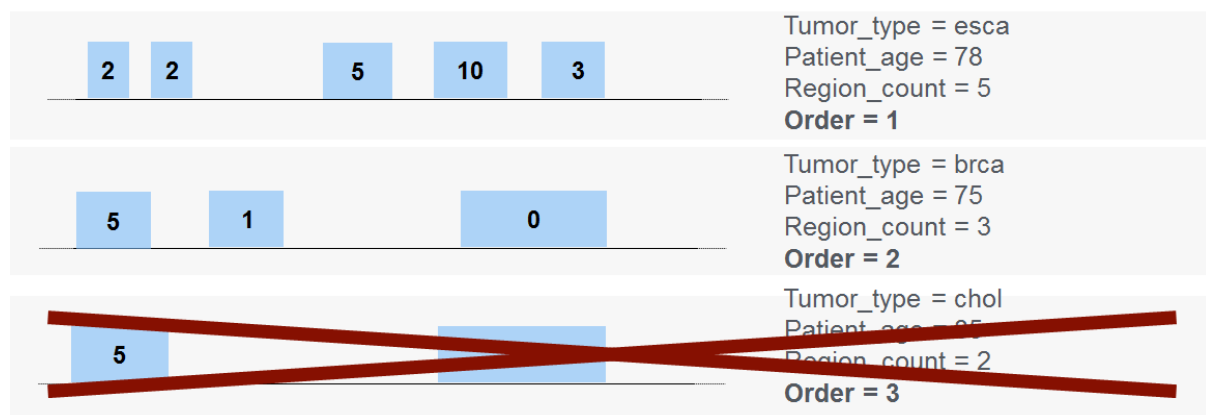 2 2 5 10 3
Tumor_type = esca
Patient_age = 78
Region_count = 5
Order = 1
5 1 0
Tumor_type = brca
Patient_age = 75
Region_count = 3
Order = 2
5
Tumor_type = chol
Patient_age
Region_count = 2
Order = 3